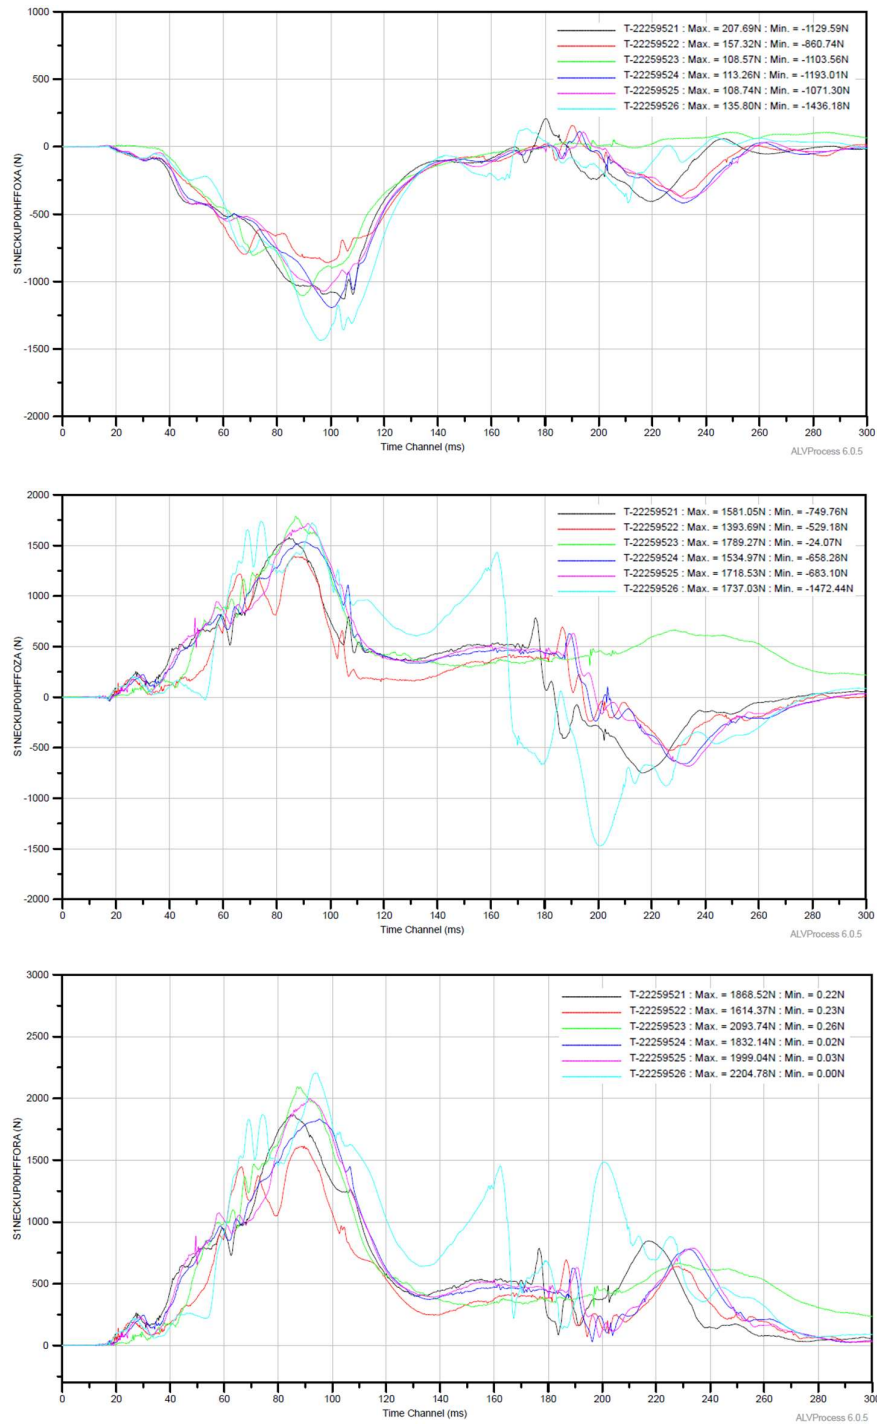 1000
500
0
-500
-1000
-1500
-2000
S1NECKUP00HFFOXA (N)
T-22259521 : Max. = 207.69N : Min. = -1129.59N
T-22259522 : Max. = 157.32N : Min. = -860.74N
T-22259523 : Max. = 108.57N : Min. = -1103.56N
T-22259524 : Max. = 113.26N : Min. = -1193.01N
T-22259525 : Max. = 108.74N : Min. = -1071.30N
T-22259526 : Max. = 135.80N : Min. = -1436.18N
0 20 40 60 80 100 120 140 160 180 200 220 240 260 280 300
Time Channel (ms)
ALVProcess 6.0.5
2000
1500
1000
500
0
-500
-1000
-1500
-2000
S1NECKUP00HFFOZA (N)
T-22259521 : Max. = 1581.05N : Min. = -749.76N
T-22259522 : Max. = 1393.69N : Min. = -529.18N
T-22259523 : Max. = 1789.27N : Min. = -24.07N
T-22259524 : Max. = 1534.97N : Min. = -658.28N
T-22259525 : Max. = 1718.53N : Min. = -683.10N
T-22259526 : Max. = 1737.03N : Min. = -1472.44N
0 20 40 60 80 100 120 140 160 180 200 220 240 260 280 300
Time Channel (ms)
ALVProcess 6.0.5
3000
2500
2000
1500
1000
500
0
S1NECKUP00HFFORA (N)
T-22259521 : Max. = 1868.52N : Min. = 0.22N
T-22259522 : Max. = 1614.37N : Min. = 0.23N
T-22259523 : Max. = 2093.74N : Min. = 0.26N
T-22259524 : Max. = 1832.14N : Min. = 0.02N
T-22259525 : Max. = 1999.04N : Min. = 0.03N
T-22259526 : Max. = 2204.78N : Min. = 0.00N
0 20 40 60 80 100 120 140 160 180 200 220 240 260 280 300
Time Channel (ms)
ALVProcess 6.0.5